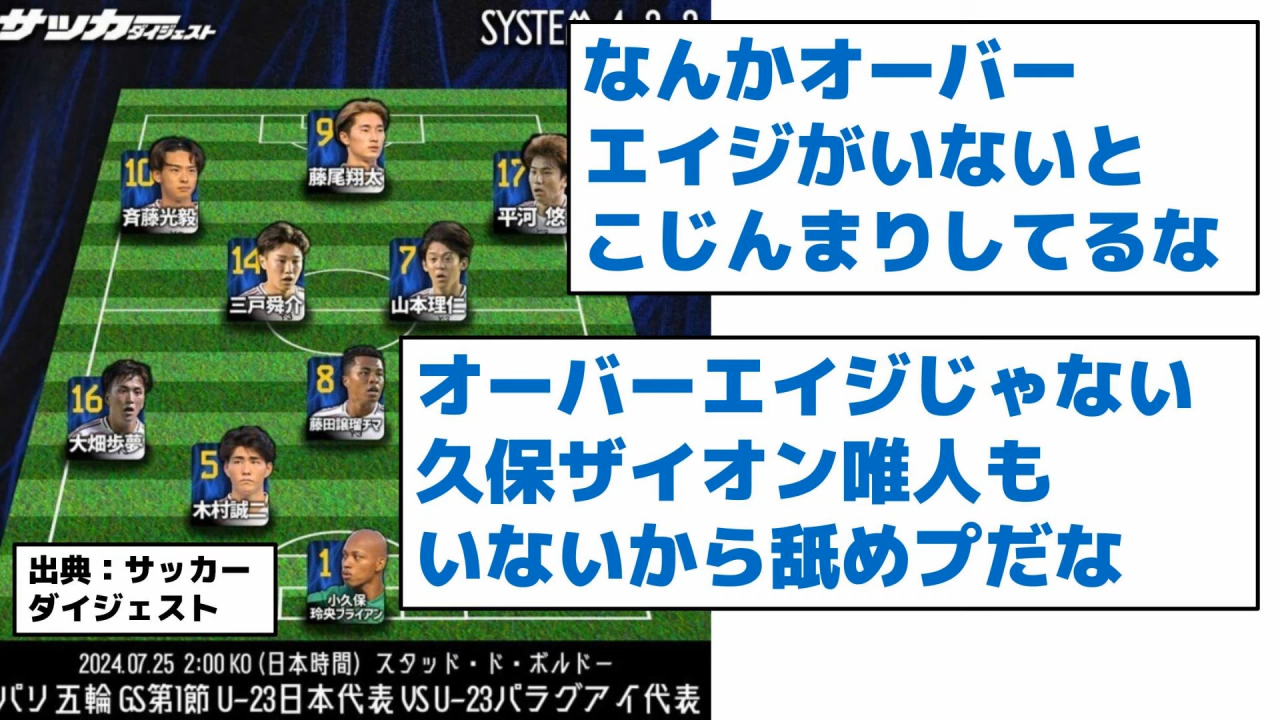 サッカーダイジェスト
SYSTEM 4-3-3
なんかオーバー
エイジがいないと
こじんまりしてるな
9
藤尾翔太
10
斉藤光毅
17
平河 悠
14
三戸舜介
7
山本理仁
オーバーエイジじゃない
久保ザイオン唯人も
いないから舐めプだな
16
大畑歩夢
8
藤田譲瑠チマ
5
木村誠二
1
小久保
玲央ブライアン
出典：サッカー
ダイジェスト
2024.07.25 2:00 KO (日本時間) スタッド・ド・ボルドー
パリ五輪 GS第1節 U-23日本代表 VS U-23パラグアイ代表